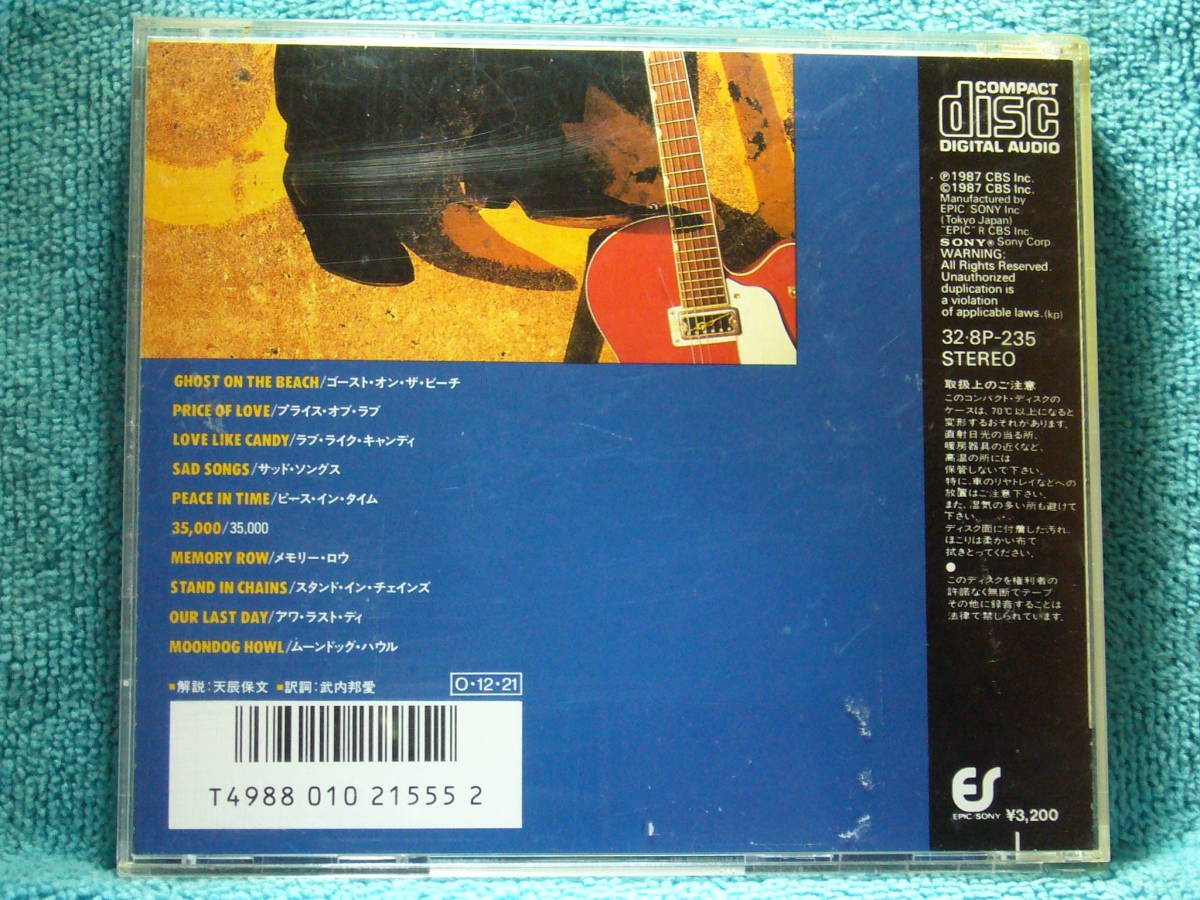 GHOST ON THE BEACH/ゴースト・オン・ザ・ビーチ
PRICE OF LOVE/プライス・オブ・ラブ
LOVE LIKE CANDY/ラブ・ライク・キャンディ
SAD SONGS/サッド・ソングス
PEACE IN TIME/ピース・イン・タイム
35,000/35,000
MEMORY ROW/メモリー・ロウ
STAND IN CHAINS/スタンド・イン・チェインズ
OUR LAST DAY/アワ・ラスト・デイ
MOONDOG HOWL/ムーンドッグ・ハウル
■解説:天辰保文 ■訳詞:武内邦愛
O・12・21
T4988 010 21555 2
COMPACT
disc
DIGITAL AUDIO
℗1987 CBS Inc.
©1987 CBS Inc.
Manufactured by
EPIC SONY Inc.
(Tokyo Japan)
"EPIC" R CBS Inc.
SONY® Sony Corp.
WARNING:
All Rights Reserved.
Unauthorized
duplication is
a violation
of applicable laws.(kp)
32・8P-235
STEREO
取扱上のご注意
このコンパクト・ディスクの
ケースは、70℃以上になると
変形するおそれがあります。
直射日光の当る所、
暖房器具の近くなど、
高温の所には
保管しないで下さい。
特に、車のリヤトレイなどへの
放置はご注意下さい。
また、湿気の多い所も避けて
下さい。
ディスク面に付着した汚れ、
ほこりは柔かい布で
拭きとってください。
●
このディスクを権利者の
許諾なく無断でテープ
その他に録音することは
法律で禁じられています。
ES
EPIC/SONY ¥3,200